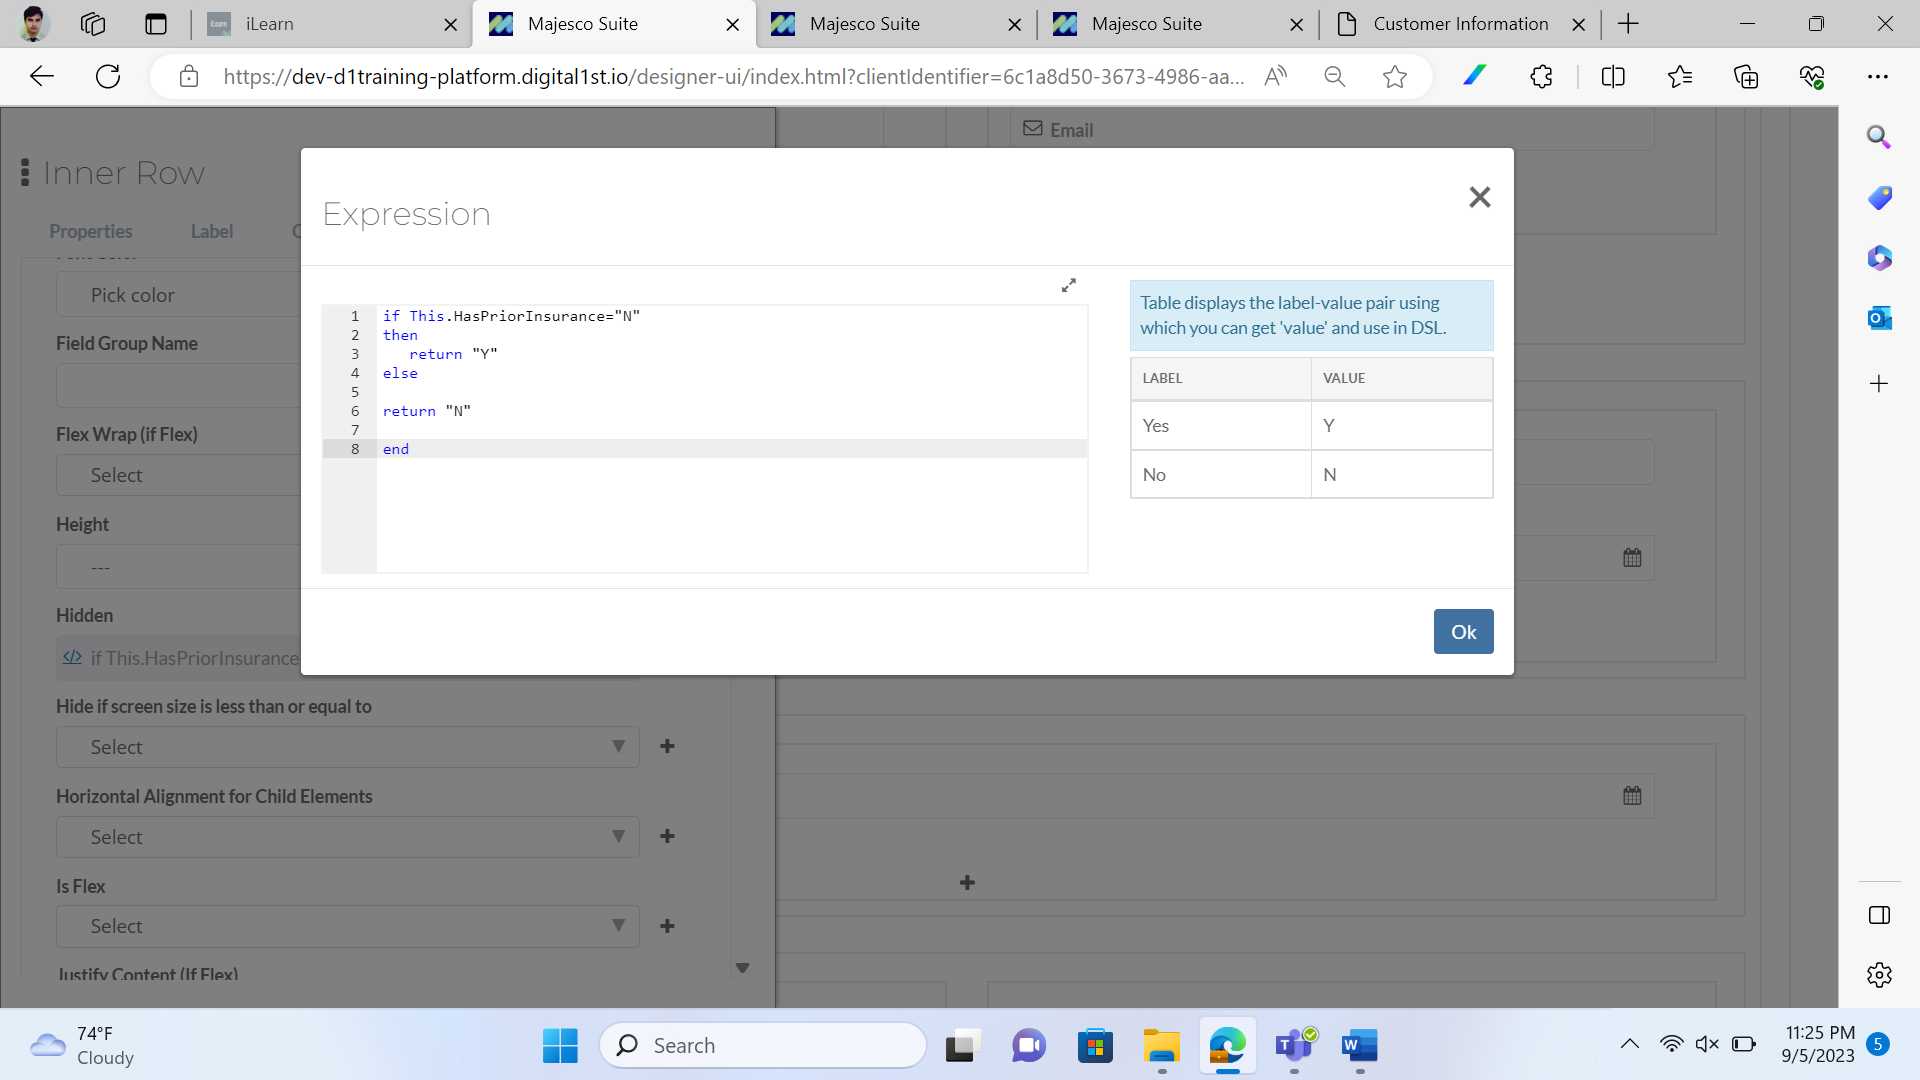 iLearn
iLearn
Majesco Suite
Majesco Suite
Majesco Suite
Customer Information
https://dev-d1training-platform.digital1st.io/designer-ui/index.html?clientIdentifier=6c1a8d50-3673-4986-aa...
Email
Inner Row
Properties
Label
Pick color
Field Group Name
Flex Wrap (if Flex)
Select
Height
---
Hidden
</> if This.HasPriorInsurance
Hide if screen size is less than or equal to
Select
Horizontal Alignment for Child Elements
Select
Is Flex
Select
Justify Content (If Flex)
Expression
1 if This.HasPriorInsurance="N"
2 then
3 return "Y"
4 else
5
6 return "N"
7
8 end
Table displays the label-value pair using
which you can get 'value' and use in DSL.
LABEL VALUE
Yes Y
No N
Ok
74°F
Cloudy
Search
11:25 PM
9/5/2023
5